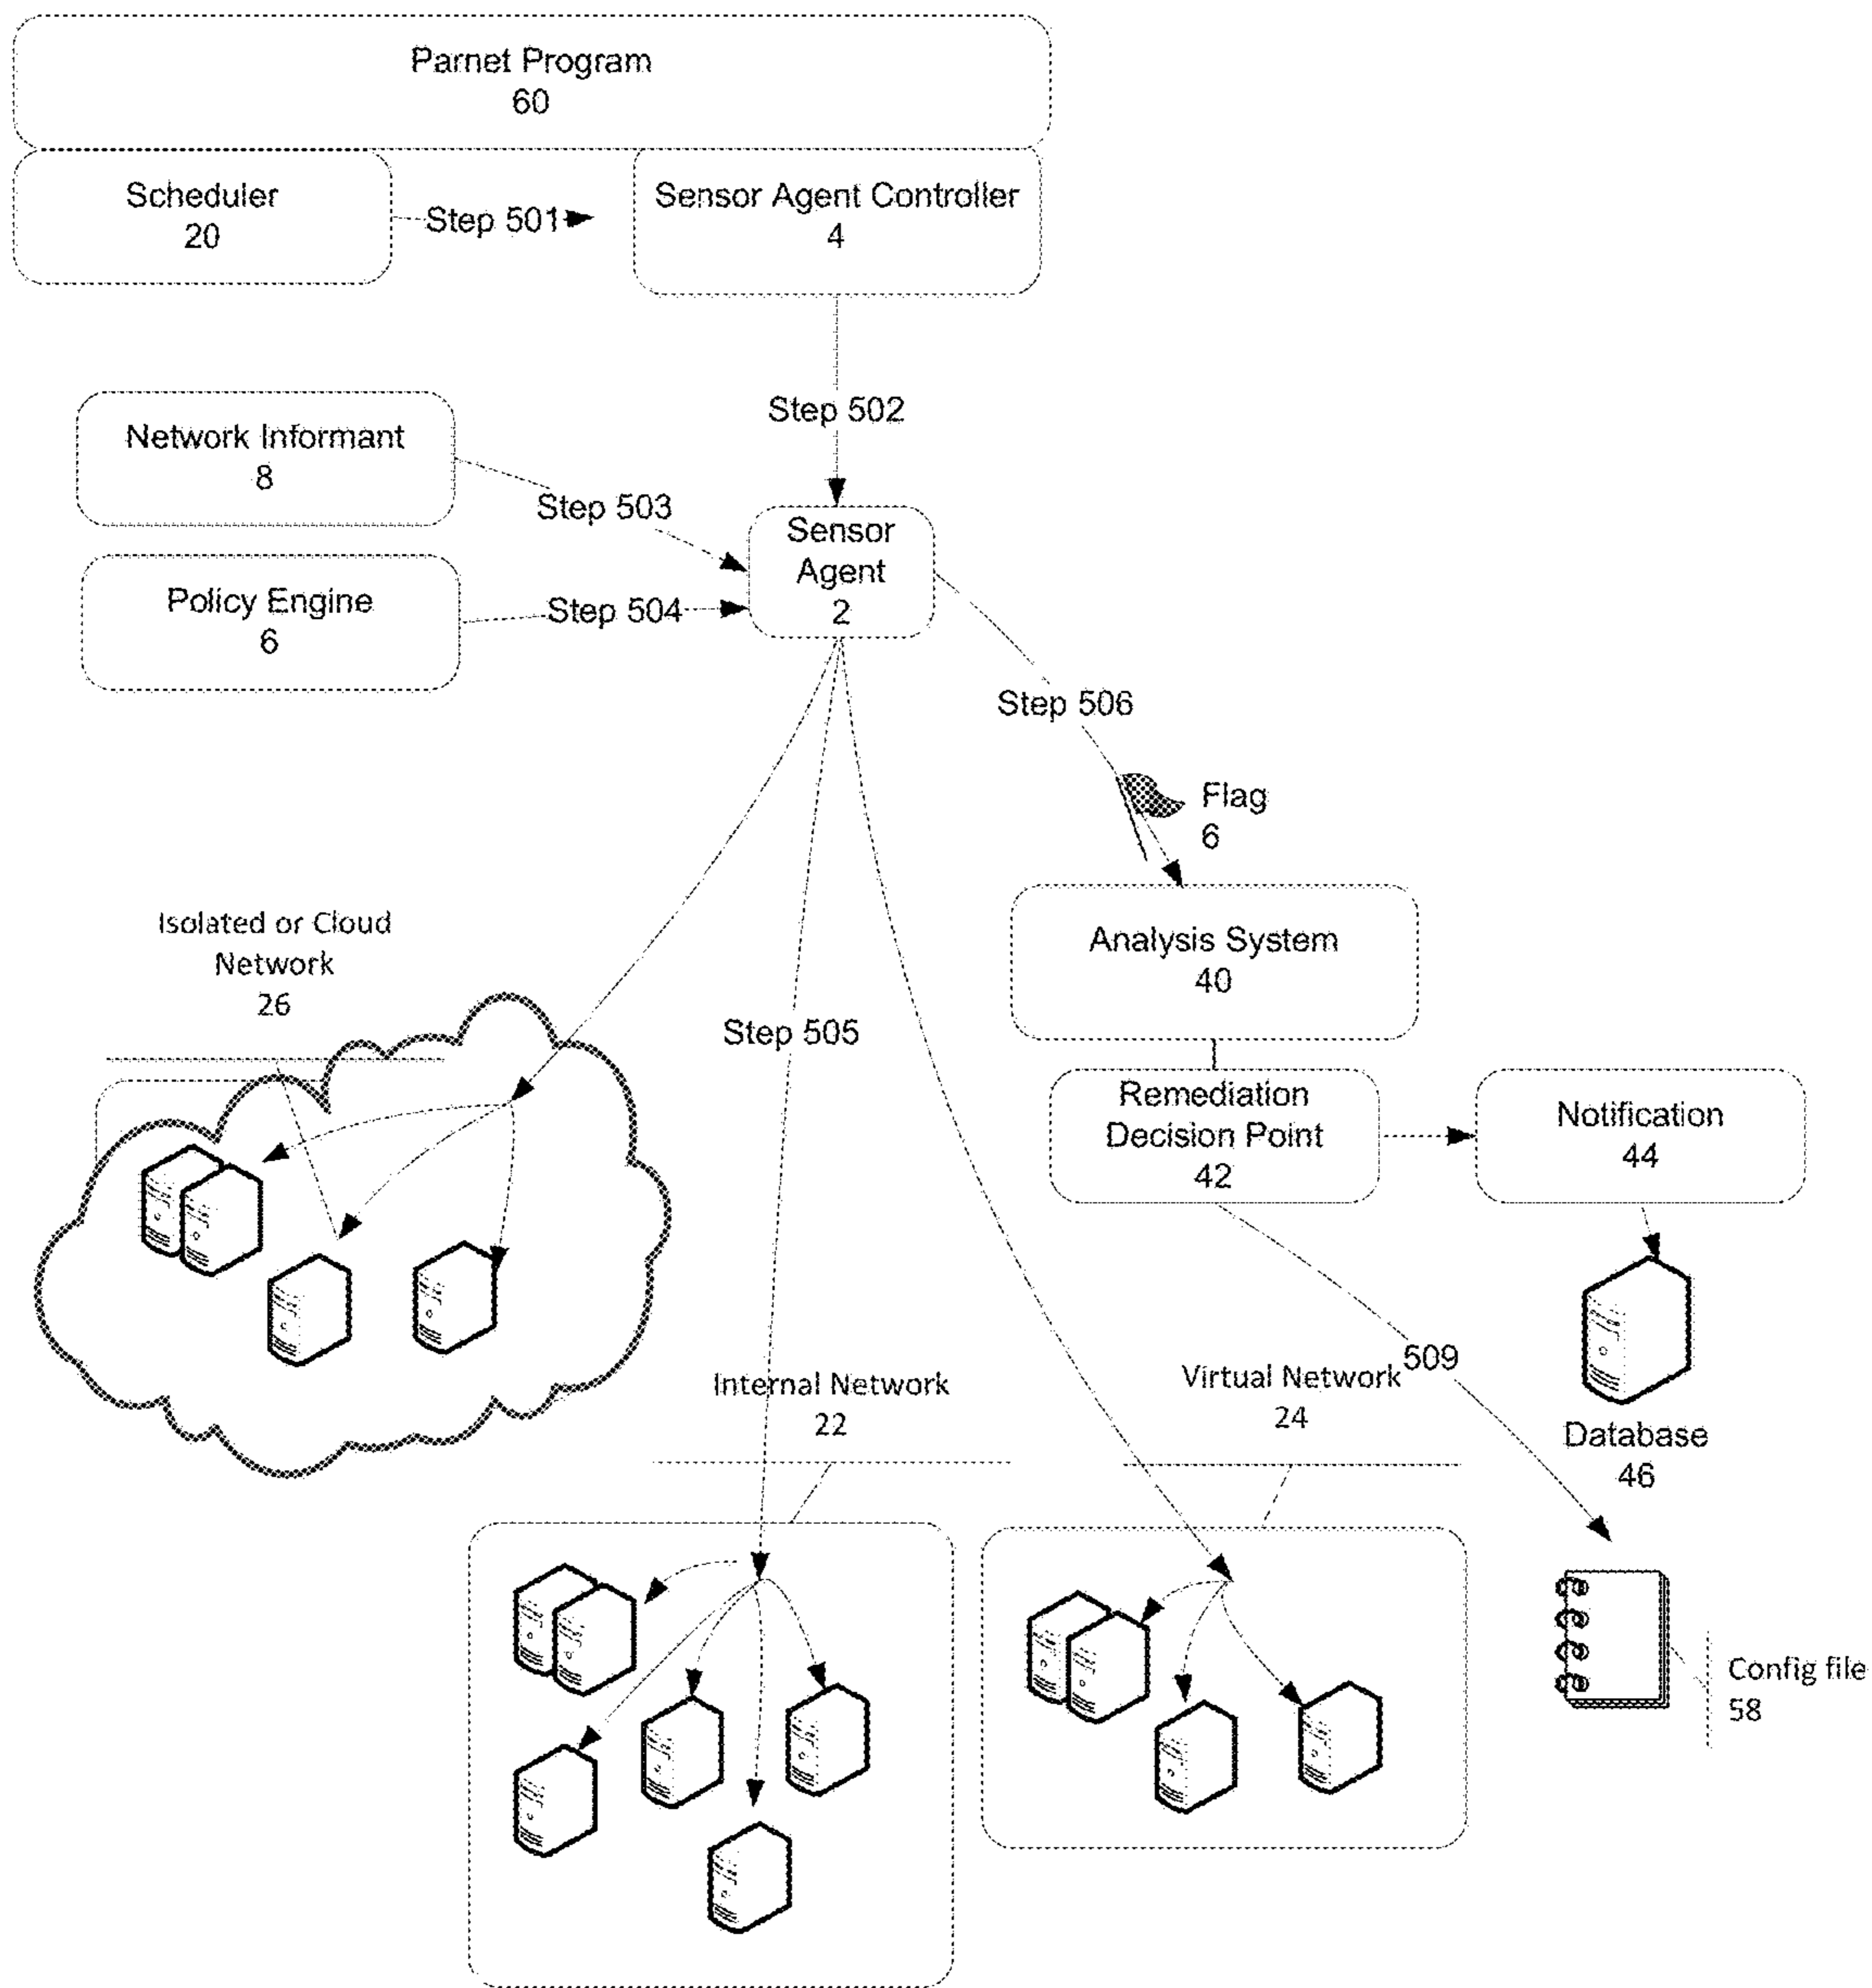 Parnet Program
60
Scheduler
20
Step 501
Sensor Agent Controller
4
Step 502
Network Informant
8
Step 503
Sensor
Agent
2
Policy Engine
6
Step 504
Step 506
Flag
6
Isolated or Cloud
Network
26
Analysis System
40
Step 505
Remediation
Decision Point
42
Notification
44
509
Internal Network
22
Virtual Network
24
Database
46
Config file
58